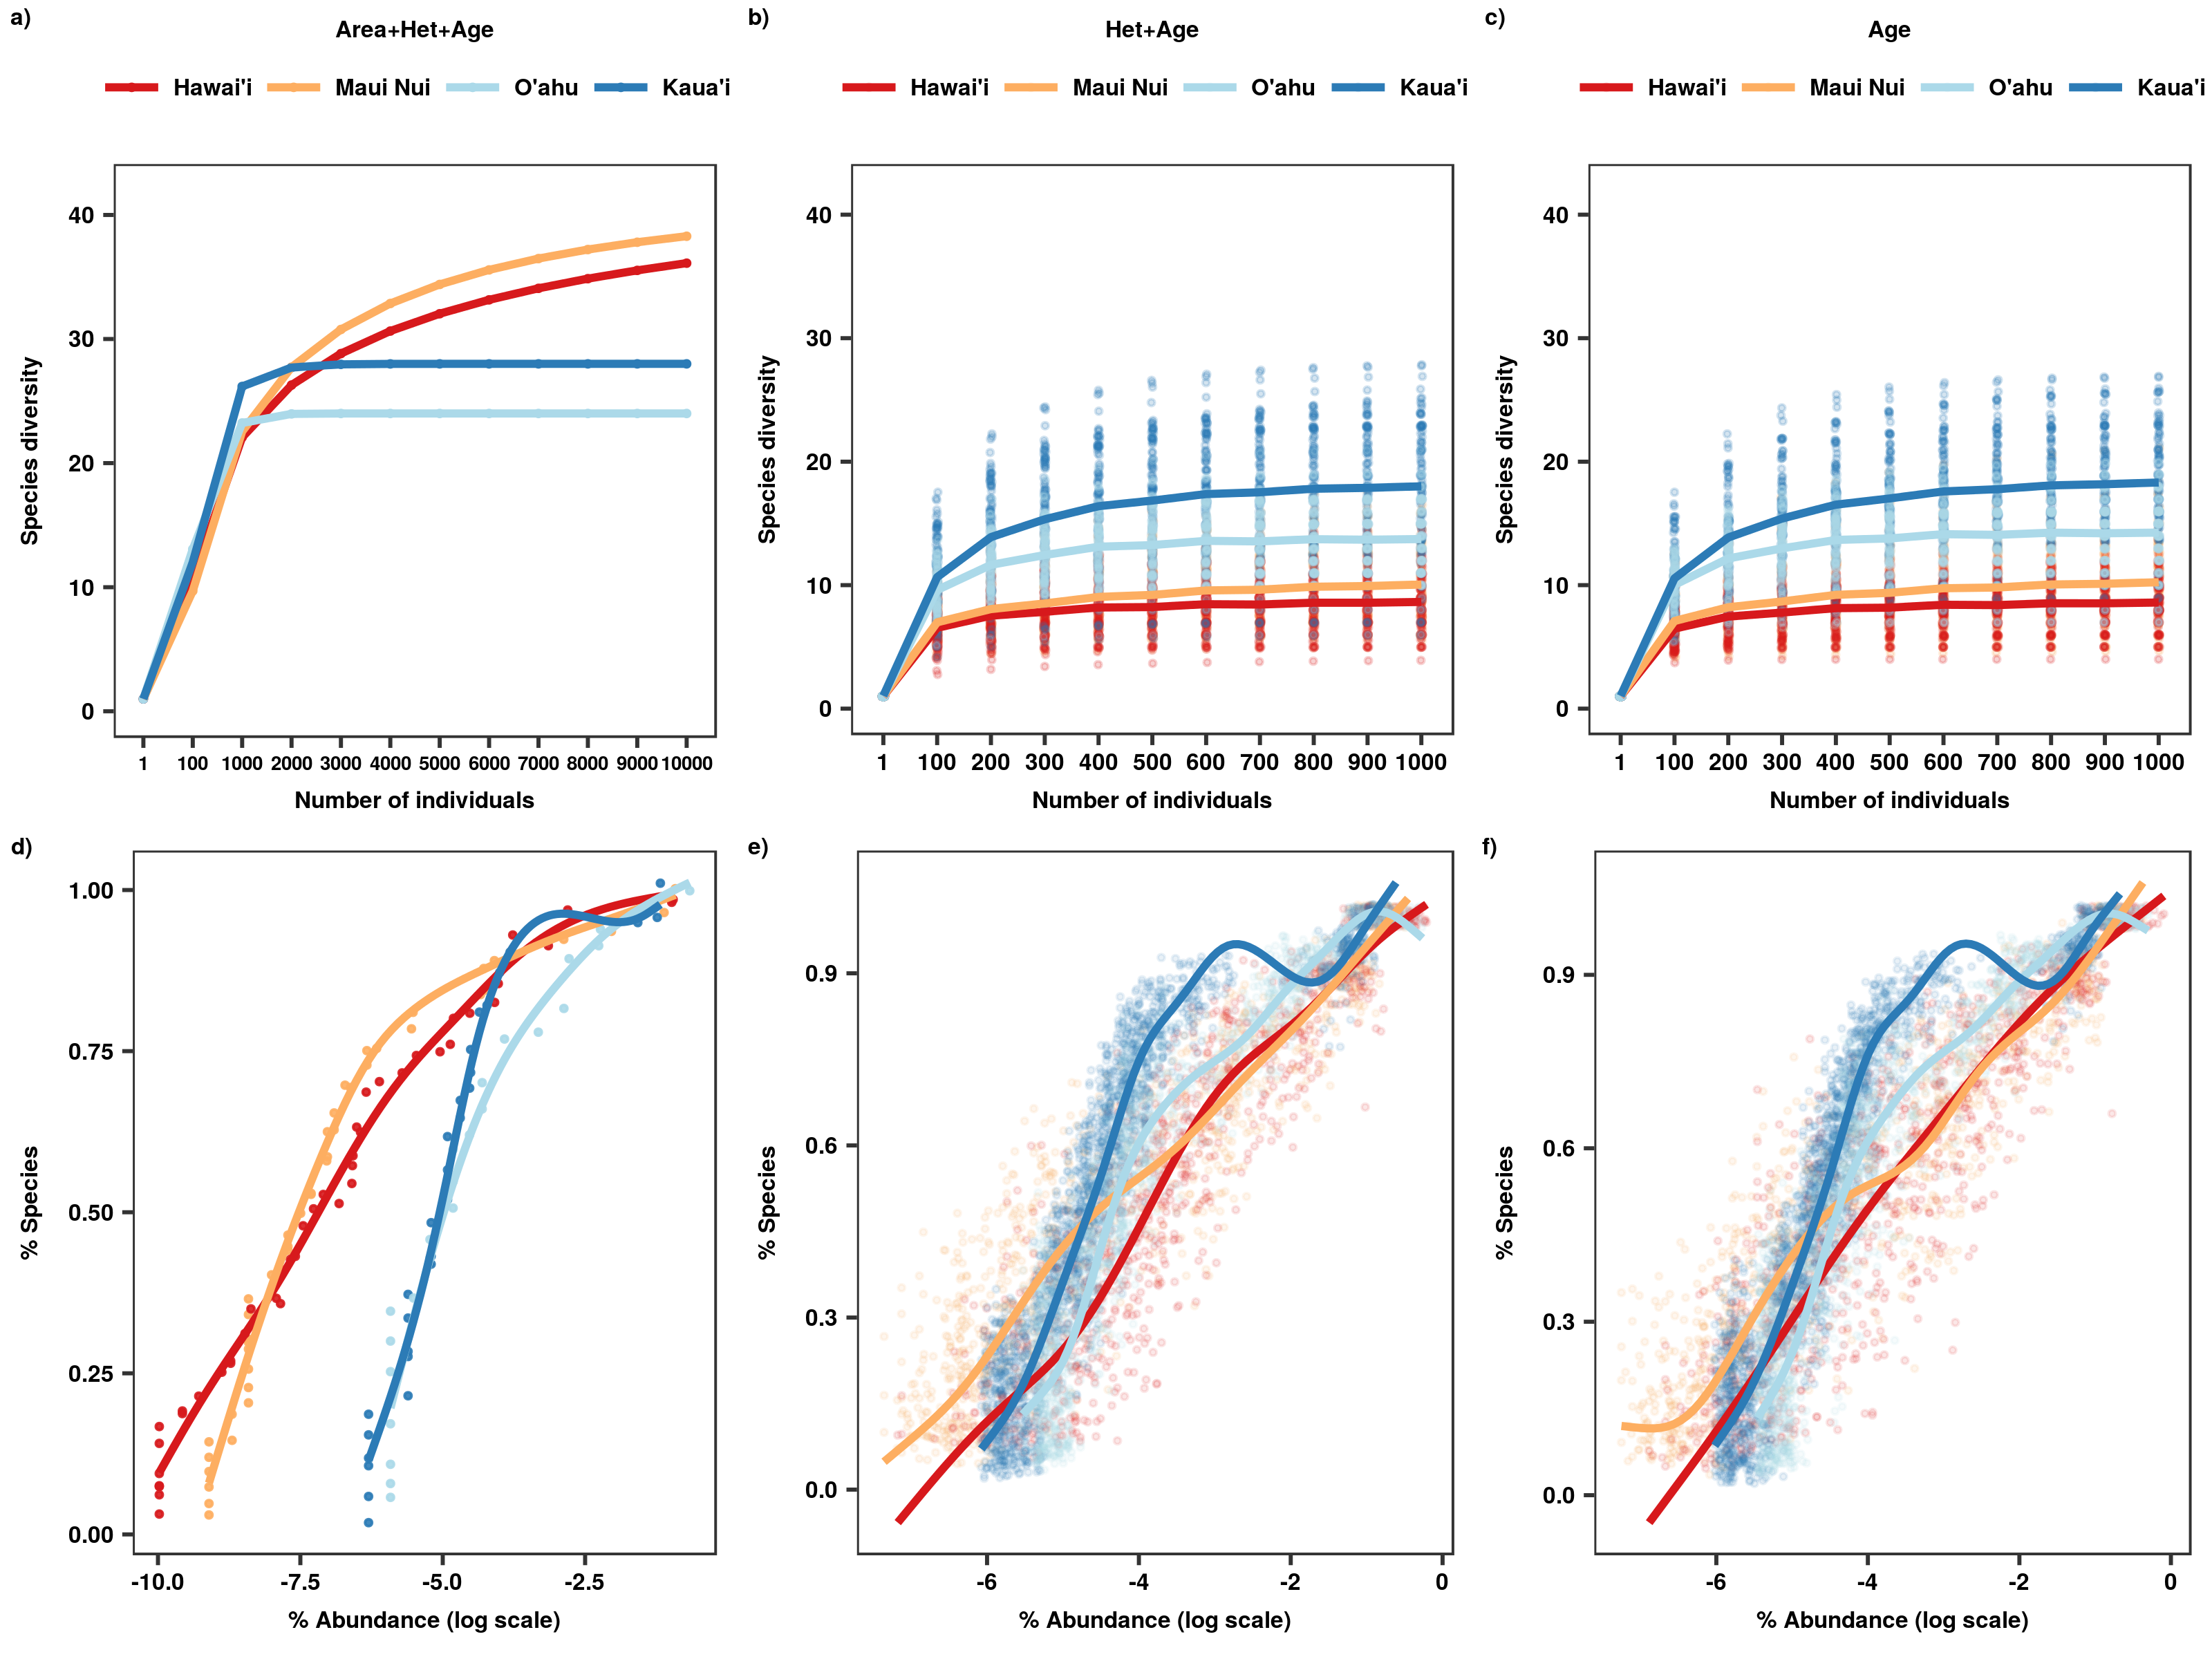 a)
Area+Het+Age
Hawai'i Maui Nui O'ahu Kaua'i
40
30
20
10
0
Species diversity
1 100 1000 2000 3000 4000 5000 6000 7000 8000 9000 10000
Number of individuals
b)
Het+Age
Hawai'i Maui Nui O'ahu Kaua'i
40
30
20
10
0
Species diversity
1 100 200 300 400 500 600 700 800 900 1000
Number of individuals
c)
Age
Hawai'i Maui Nui O'ahu Kaua'i
40
30
20
10
0
Species diversity
1 100 200 300 400 500 600 700 800 900 1000
Number of individuals
d)
1.00
0.75
0.50
0.25
0.00
% Species
-10.0 -7.5 -5.0 -2.5
% Abundance (log scale)
e)
0.9
0.6
0.3
0.0
% Species
-6 -4 -2 0
% Abundance (log scale)
f)
0.9
0.6
0.3
0.0
% Species
-6 -4 -2 0
% Abundance (log scale)